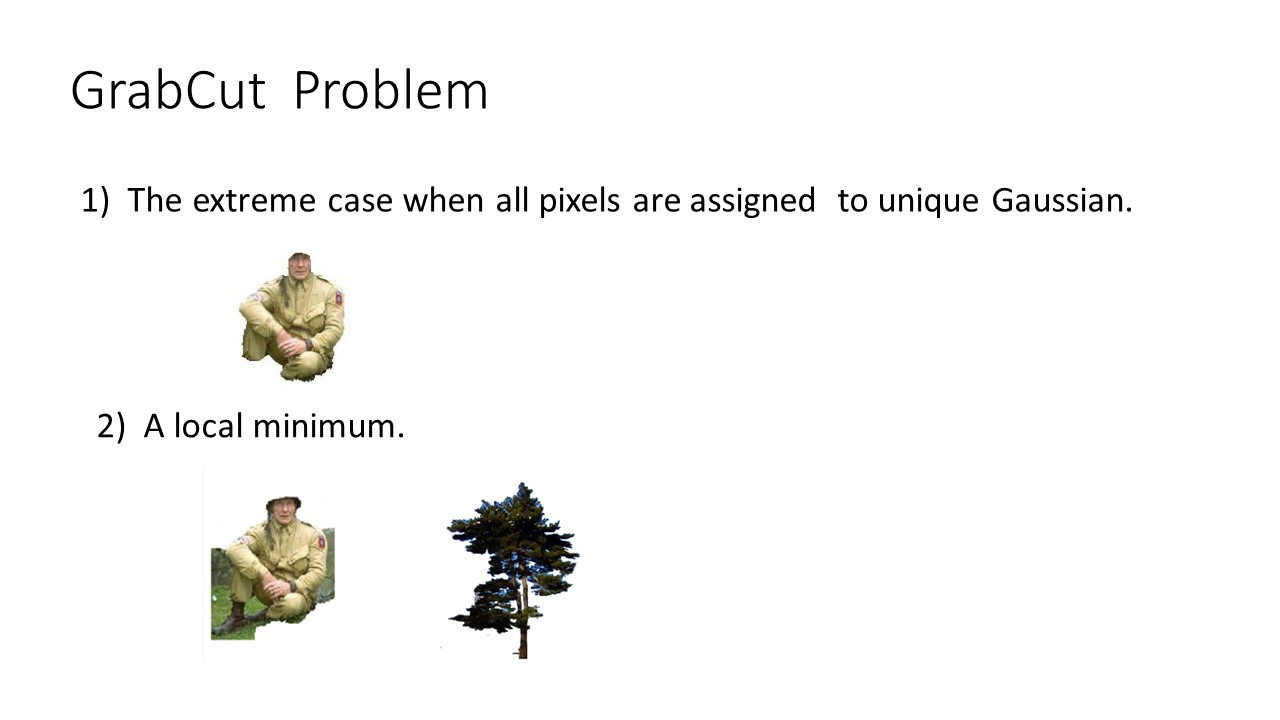 GrabCut Problem
1) The extreme case when all pixels are assigned to unique Gaussian.
2) A local minimum.